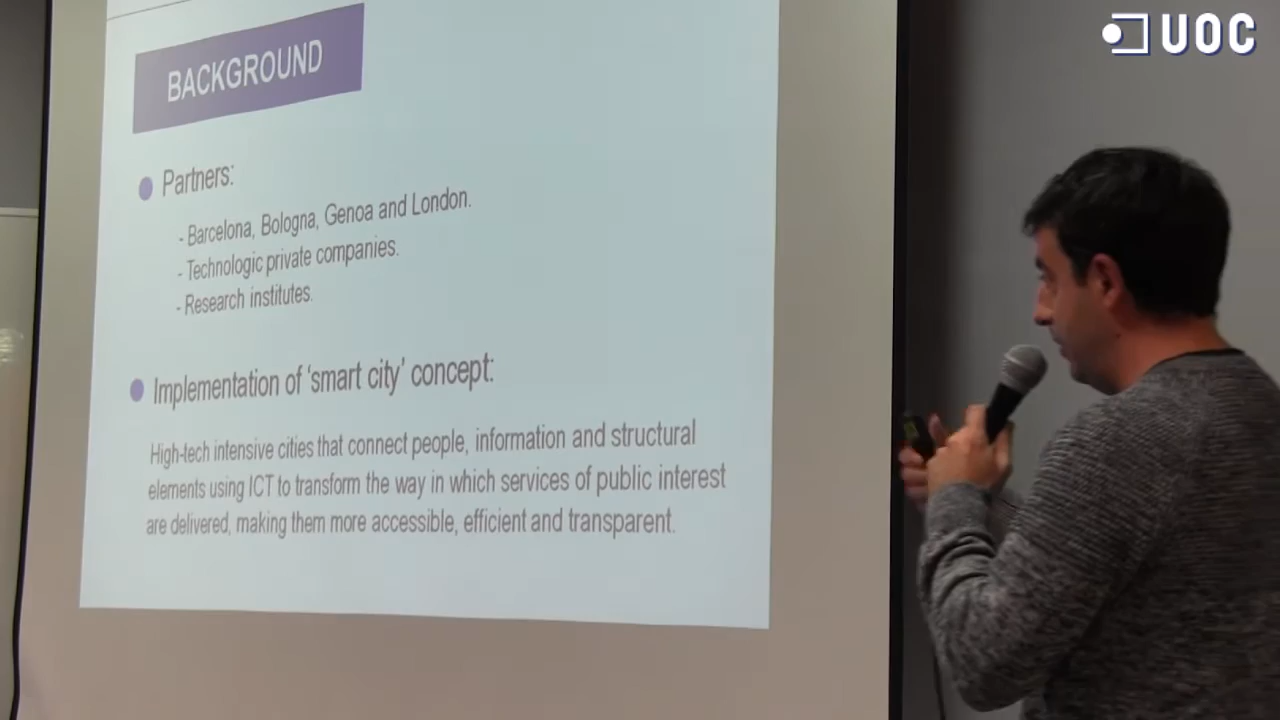 UOC
BACKGROUND
Partners:
- Barcelona, Bologna, Genoa and London.
- Technologic private companies.
- Research institutes.
Implementation of ‘smart city’ concept:
High-tech intensive cities that connect people, information and structural
elements using ICT to transform the way in which services of public interest
are delivered, making them more accessible, efficient and transparent.